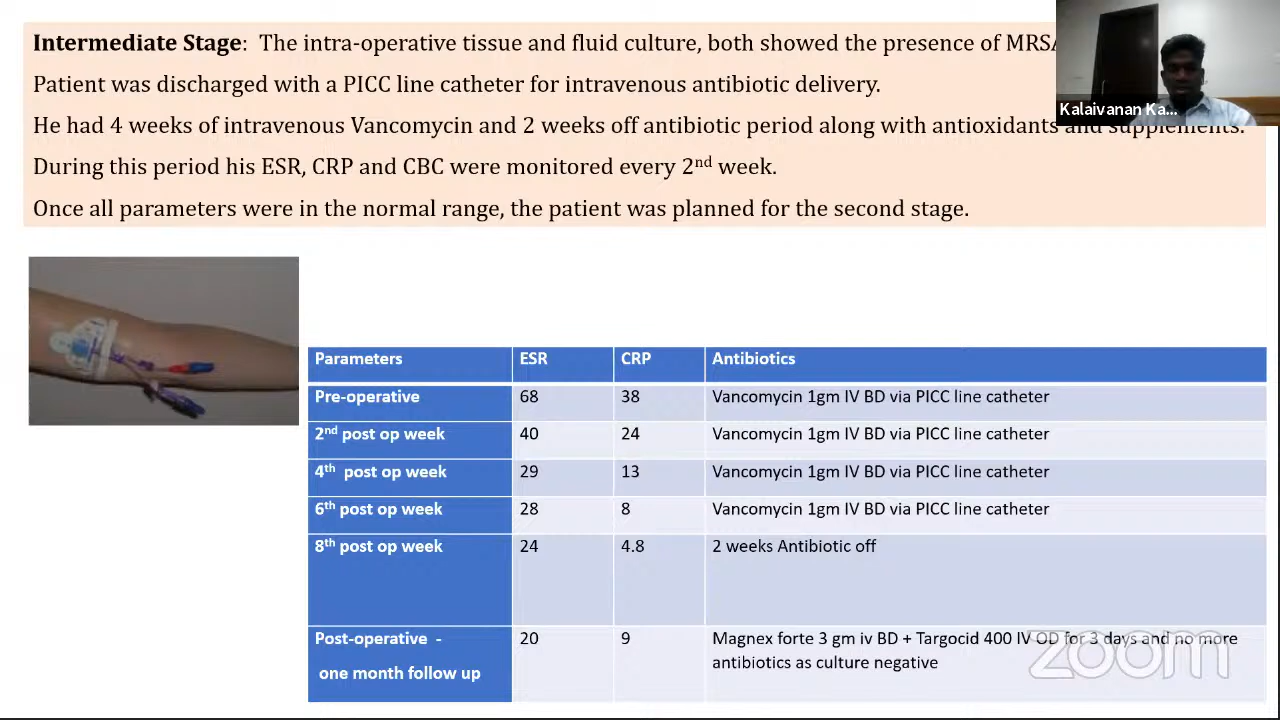 Intermediate Stage: The intra-operative tissue and fluid culture, both showed the presence of MRSA
Patient was discharged with a PICC line catheter for intravenous antibiotic delivery.
Kalaivanan Ka...
He had 4 weeks of intravenous Vancomycin and 2 weeks off antibiotic period along with antioxidants and supplements.
During this period his ESR, CRP and CBC were monitored every 2nd week.
Once all parameters were in the normal range, the patient was planned for the second stage.
Parameters ESR CRP Antibiotics
Pre-operative 68 38 Vancomycin 1gm IV BD via PICC line catheter
2nd post op week 40 24 Vancomycin 1gm IV BD via PICC line catheter
4th post op week 29 13 Vancomycin 1gm IV BD via PICC line catheter
6th post op week 28 8 Vancomycin 1gm IV BD via PICC line catheter
8th post op week 24 4.8 2 weeks Antibiotic off
Post-operative - 20 9 Magnex forte 3 gm iv BD + Targocid 400 IV OD for 3 days and no more
one month follow up antibiotics as culture negative
zoom